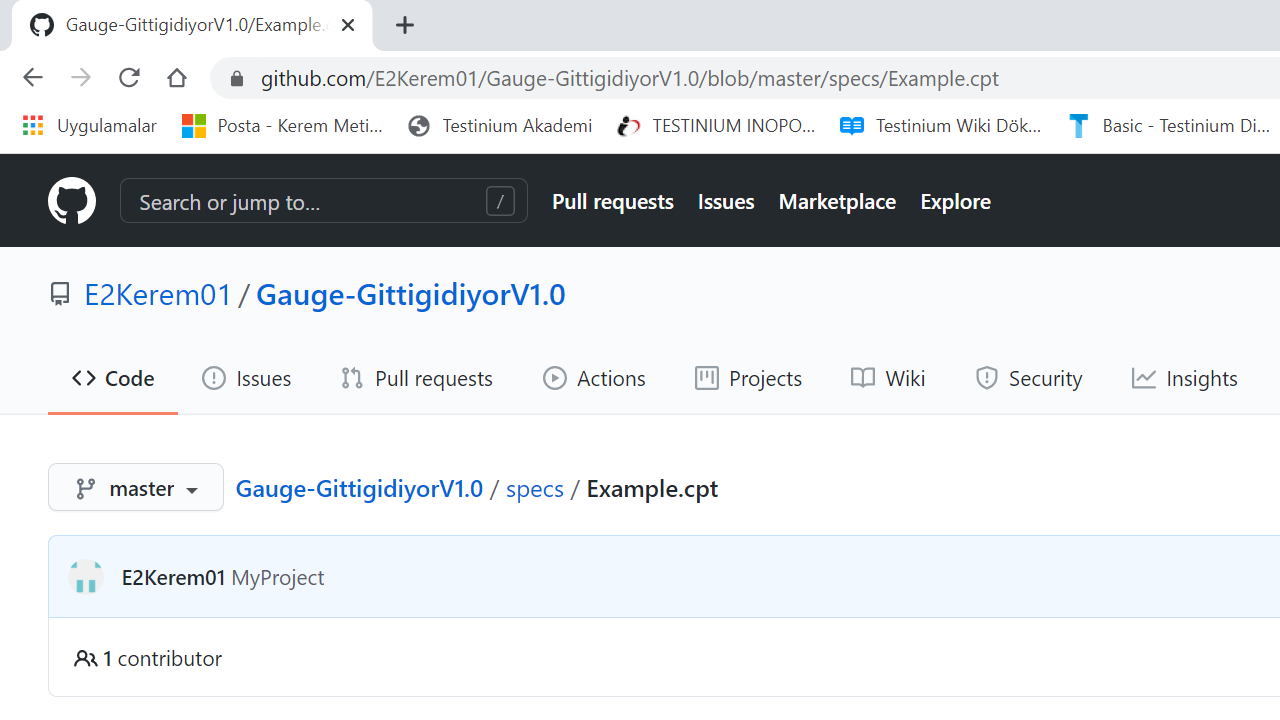 Gauge-GittigidiyorV1.0/Example.
github.com/E2Kerem01/Gauge-GittigidiyorV1.0/blob/master/specs/Example.cpt
Uygulamalar Posta - Kerem Meti... Testinium Akademi TESTINIUM INOPO... Testinium Wiki Dök... Basic - Testinium Di...
Search or jump to... / Pull requests Issues Marketplace Explore
E2Kerem01 / Gauge-GittigidiyorV1.0
Code Issues Pull requests Actions Projects Wiki Security Insights
master Gauge-GittigidiyorV1.0 / specs / Example.cpt
E2Kerem01 MyProject
1 contributor